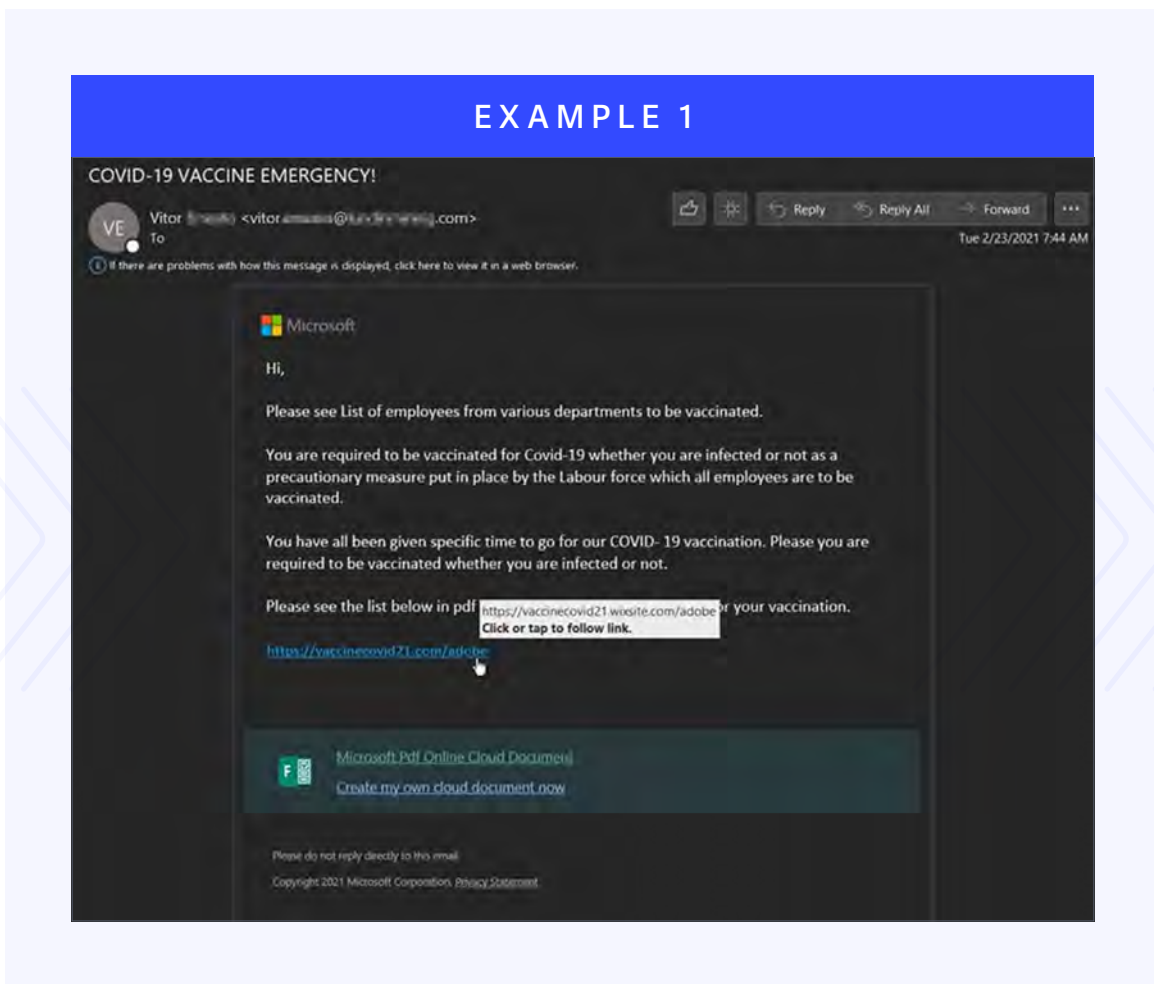 EXAMPLE 1
COVID-19 VACCINE EMERGENCY!
VE
Vitor <vitor @ .com>
Reply Reply All Forward
To
Tue 2/23/2021 7:44 AM
If there are problems with how this message is displayed, click here to view it in a web browser.
Microsoft
Hi,
Please see List of employees from various departments to be vaccinated.
You are required to be vaccinated for Covid-19 whether you are infected or not as a
precautionary measure put in place by the Labour force which all employees are to be
vaccinated.
You have all been given specific time to go for our COVID- 19 vaccination. Please you are
required to be vaccinated whether you are infected or not.
Please see the list below in pdf r your vaccination.
https://vaccinecovid21.wixsite.com/adobe
Click or tap to follow link.
https://vaccinecovid21.com/adobe
F
Microsoft Pdf Online Cloud Document
Create my own cloud document now
Please do not reply directly to this email
Copyright 2021 Microsoft Corporation. Privacy Statement